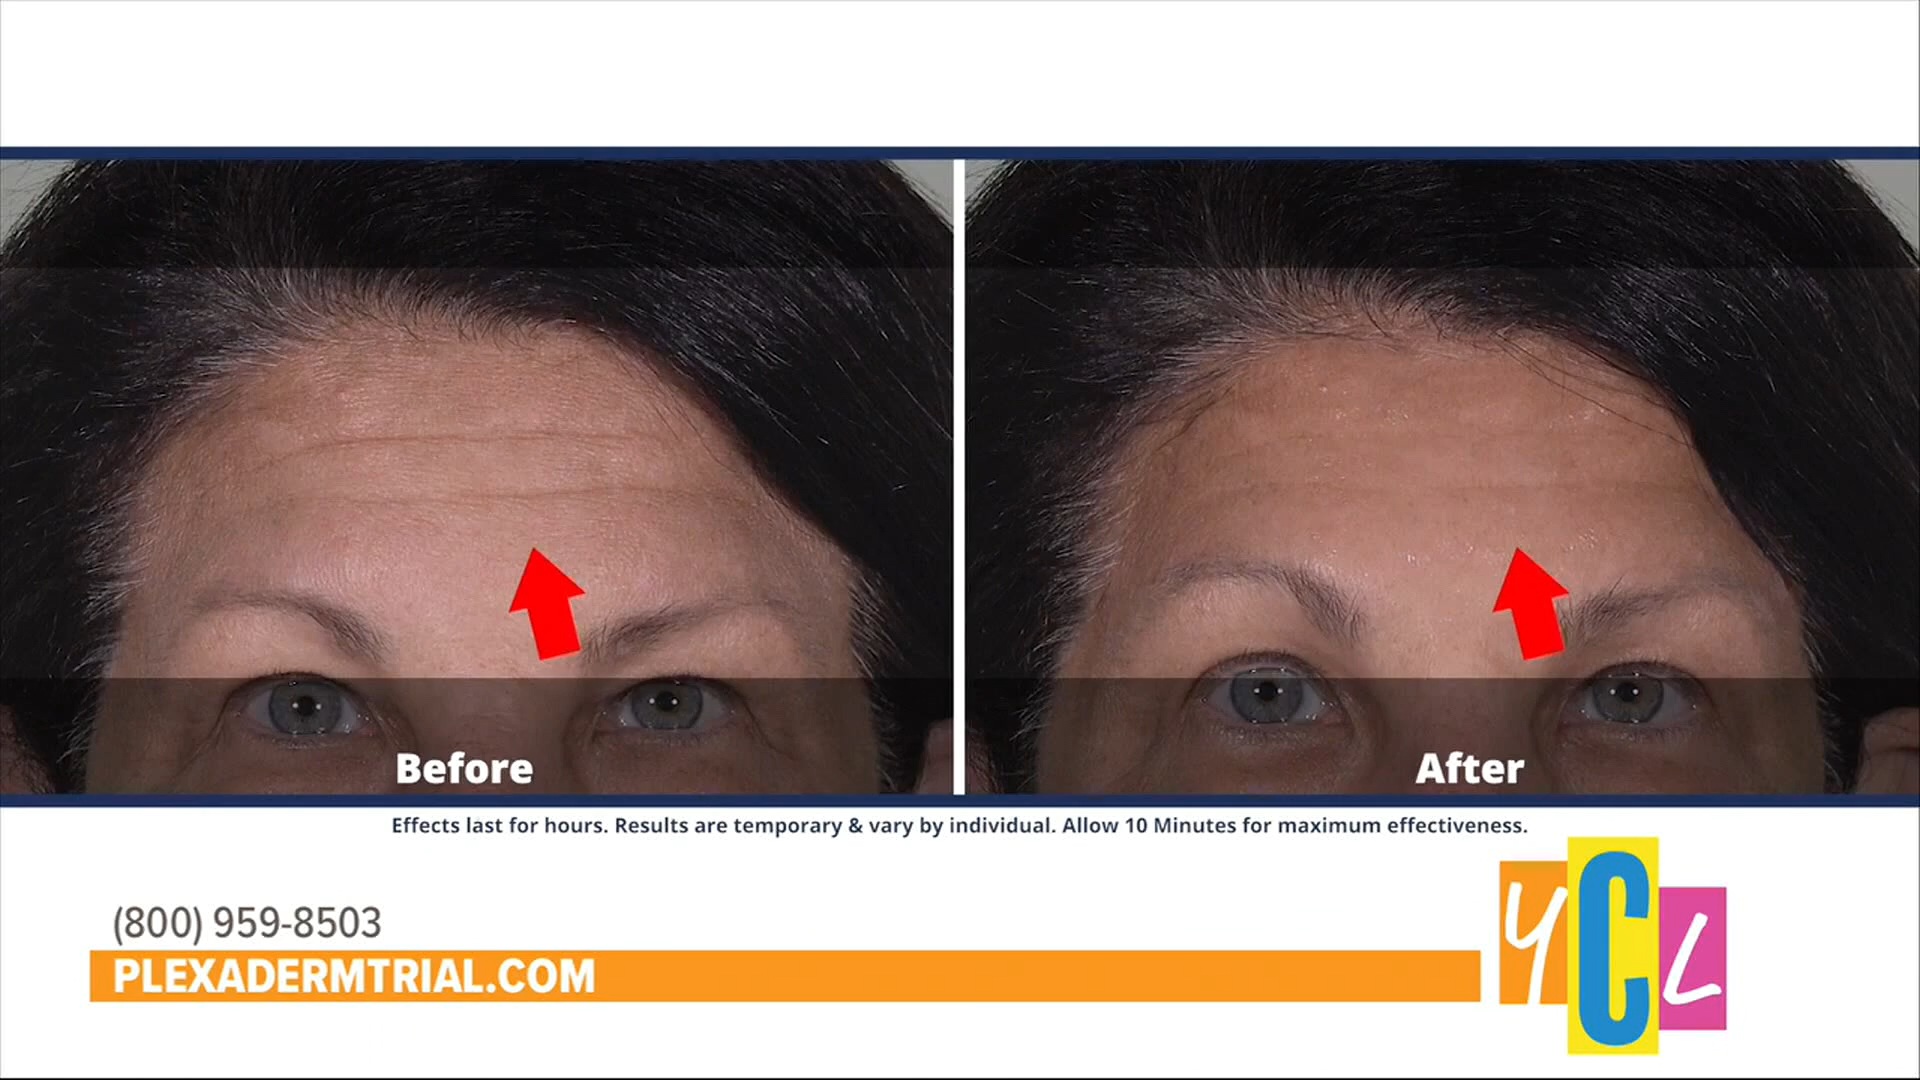 Before
After
Effects last for hours. Results are temporary & vary by individual. Allow 10 Minutes for maximum effectiveness.
(800) 959-8503
PLEXADERMTRIAL.COM
YCL